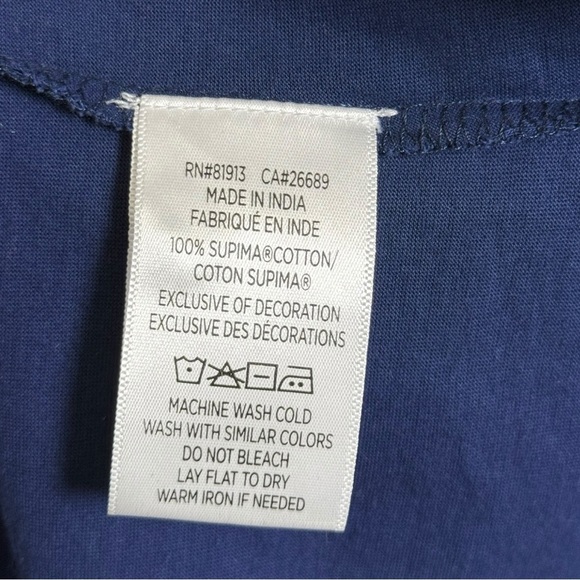 RN#81913 CA#26689
MADE IN INDIA
FABRIQUÉ EN INDE
100% SUPIMA®COTTON/
COTON SUPIMA®
EXCLUSIVE OF DECORATION
EXCLUSIVE DES DÉCORATIONS
MACHINE WASH COLD
WASH WITH SIMILAR COLORS
DO NOT BLEACH
LAY FLAT TO DRY
WARM IRON IF NEEDED